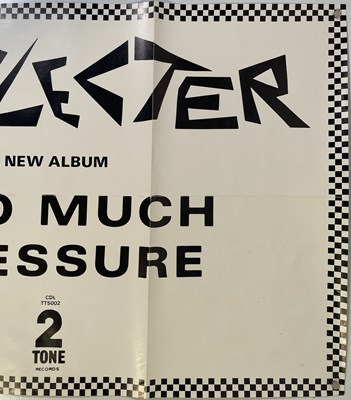 LECTER
NEW ALBUM
O MUCH
ESSURE
CDL
TT5002
2
TONE
RECORDS